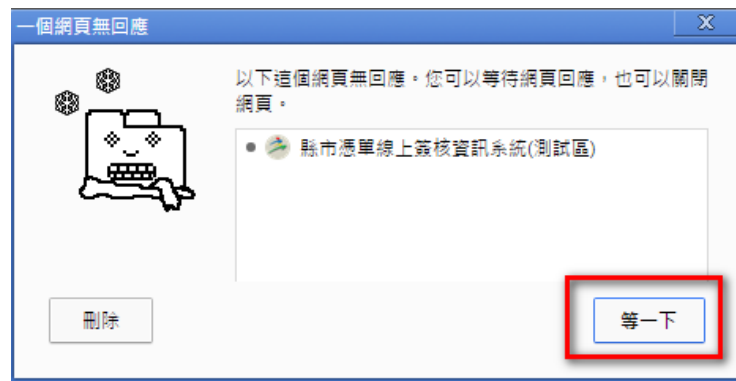 一個網頁無回應
以下這個網頁無回應。您可以等待網頁回應，也可以關閉
網頁。
縣市憑單線上簽核資訊系統(測試區)
刪除
等一下